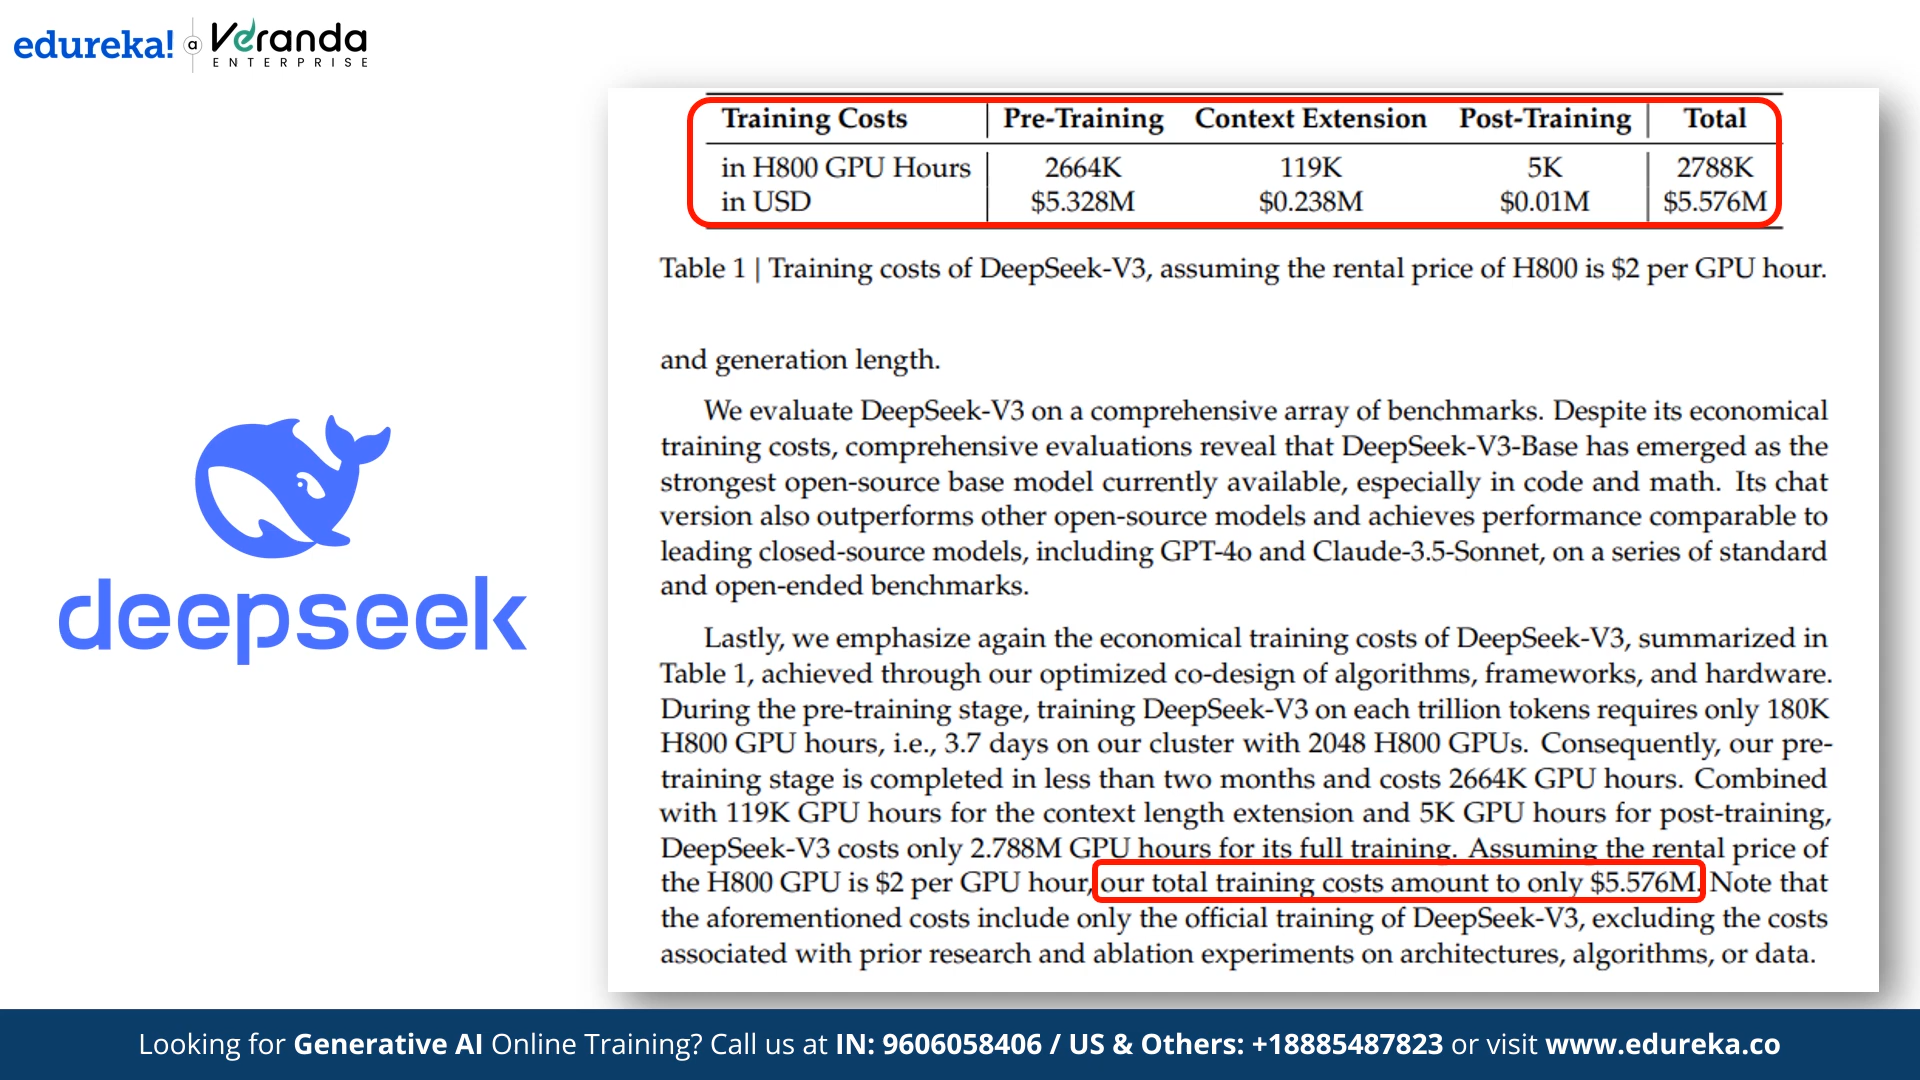 edureka! a Veranda
ENTERPRISE
Training Costs Pre-Training Context Extension Post-Training Total
in H800 GPU Hours 2664K 119K 5K 2788K
in USD $5.328M $0.238M $0.01M $5.576M
Table 1 | Training costs of DeepSeek-V3, assuming the rental price of H800 is $2 per GPU hour.
and generation length.
We evaluate DeepSeek-V3 on a comprehensive array of benchmarks. Despite its economical
training costs, comprehensive evaluations reveal that DeepSeek-V3-Base has emerged as the
strongest open-source base model currently available, especially in code and math. Its chat
version also outperforms other open-source models and achieves performance comparable to
leading closed-source models, including GPT-4o and Claude-3.5-Sonnet, on a series of standard
and open-ended benchmarks.
Lastly, we emphasize again the economical training costs of DeepSeek-V3, summarized in
Table 1, achieved through our optimized co-design of algorithms, frameworks, and hardware.
During the pre-training stage, training DeepSeek-V3 on each trillion tokens requires only 180K
H800 GPU hours, i.e., 3.7 days on our cluster with 2048 H800 GPUs. Consequently, our pre-
training stage is completed in less than two months and costs 2664K GPU hours. Combined
with 119K GPU hours for the context length extension and 5K GPU hours for post-training,
DeepSeek-V3 costs only 2.788M GPU hours for its full training. Assuming the rental price of
the H800 GPU is $2 per GPU hour, our total training costs amount to only $5.576M. Note that
the aforementioned costs include only the official training of DeepSeek-V3, excluding the costs
associated with prior research and ablation experiments on architectures, algorithms, or data.
deepseek
Looking for Generative AI Online Training? Call us at IN: 9606058406 / US & Others: +18885487823 or visit www.edureka.co